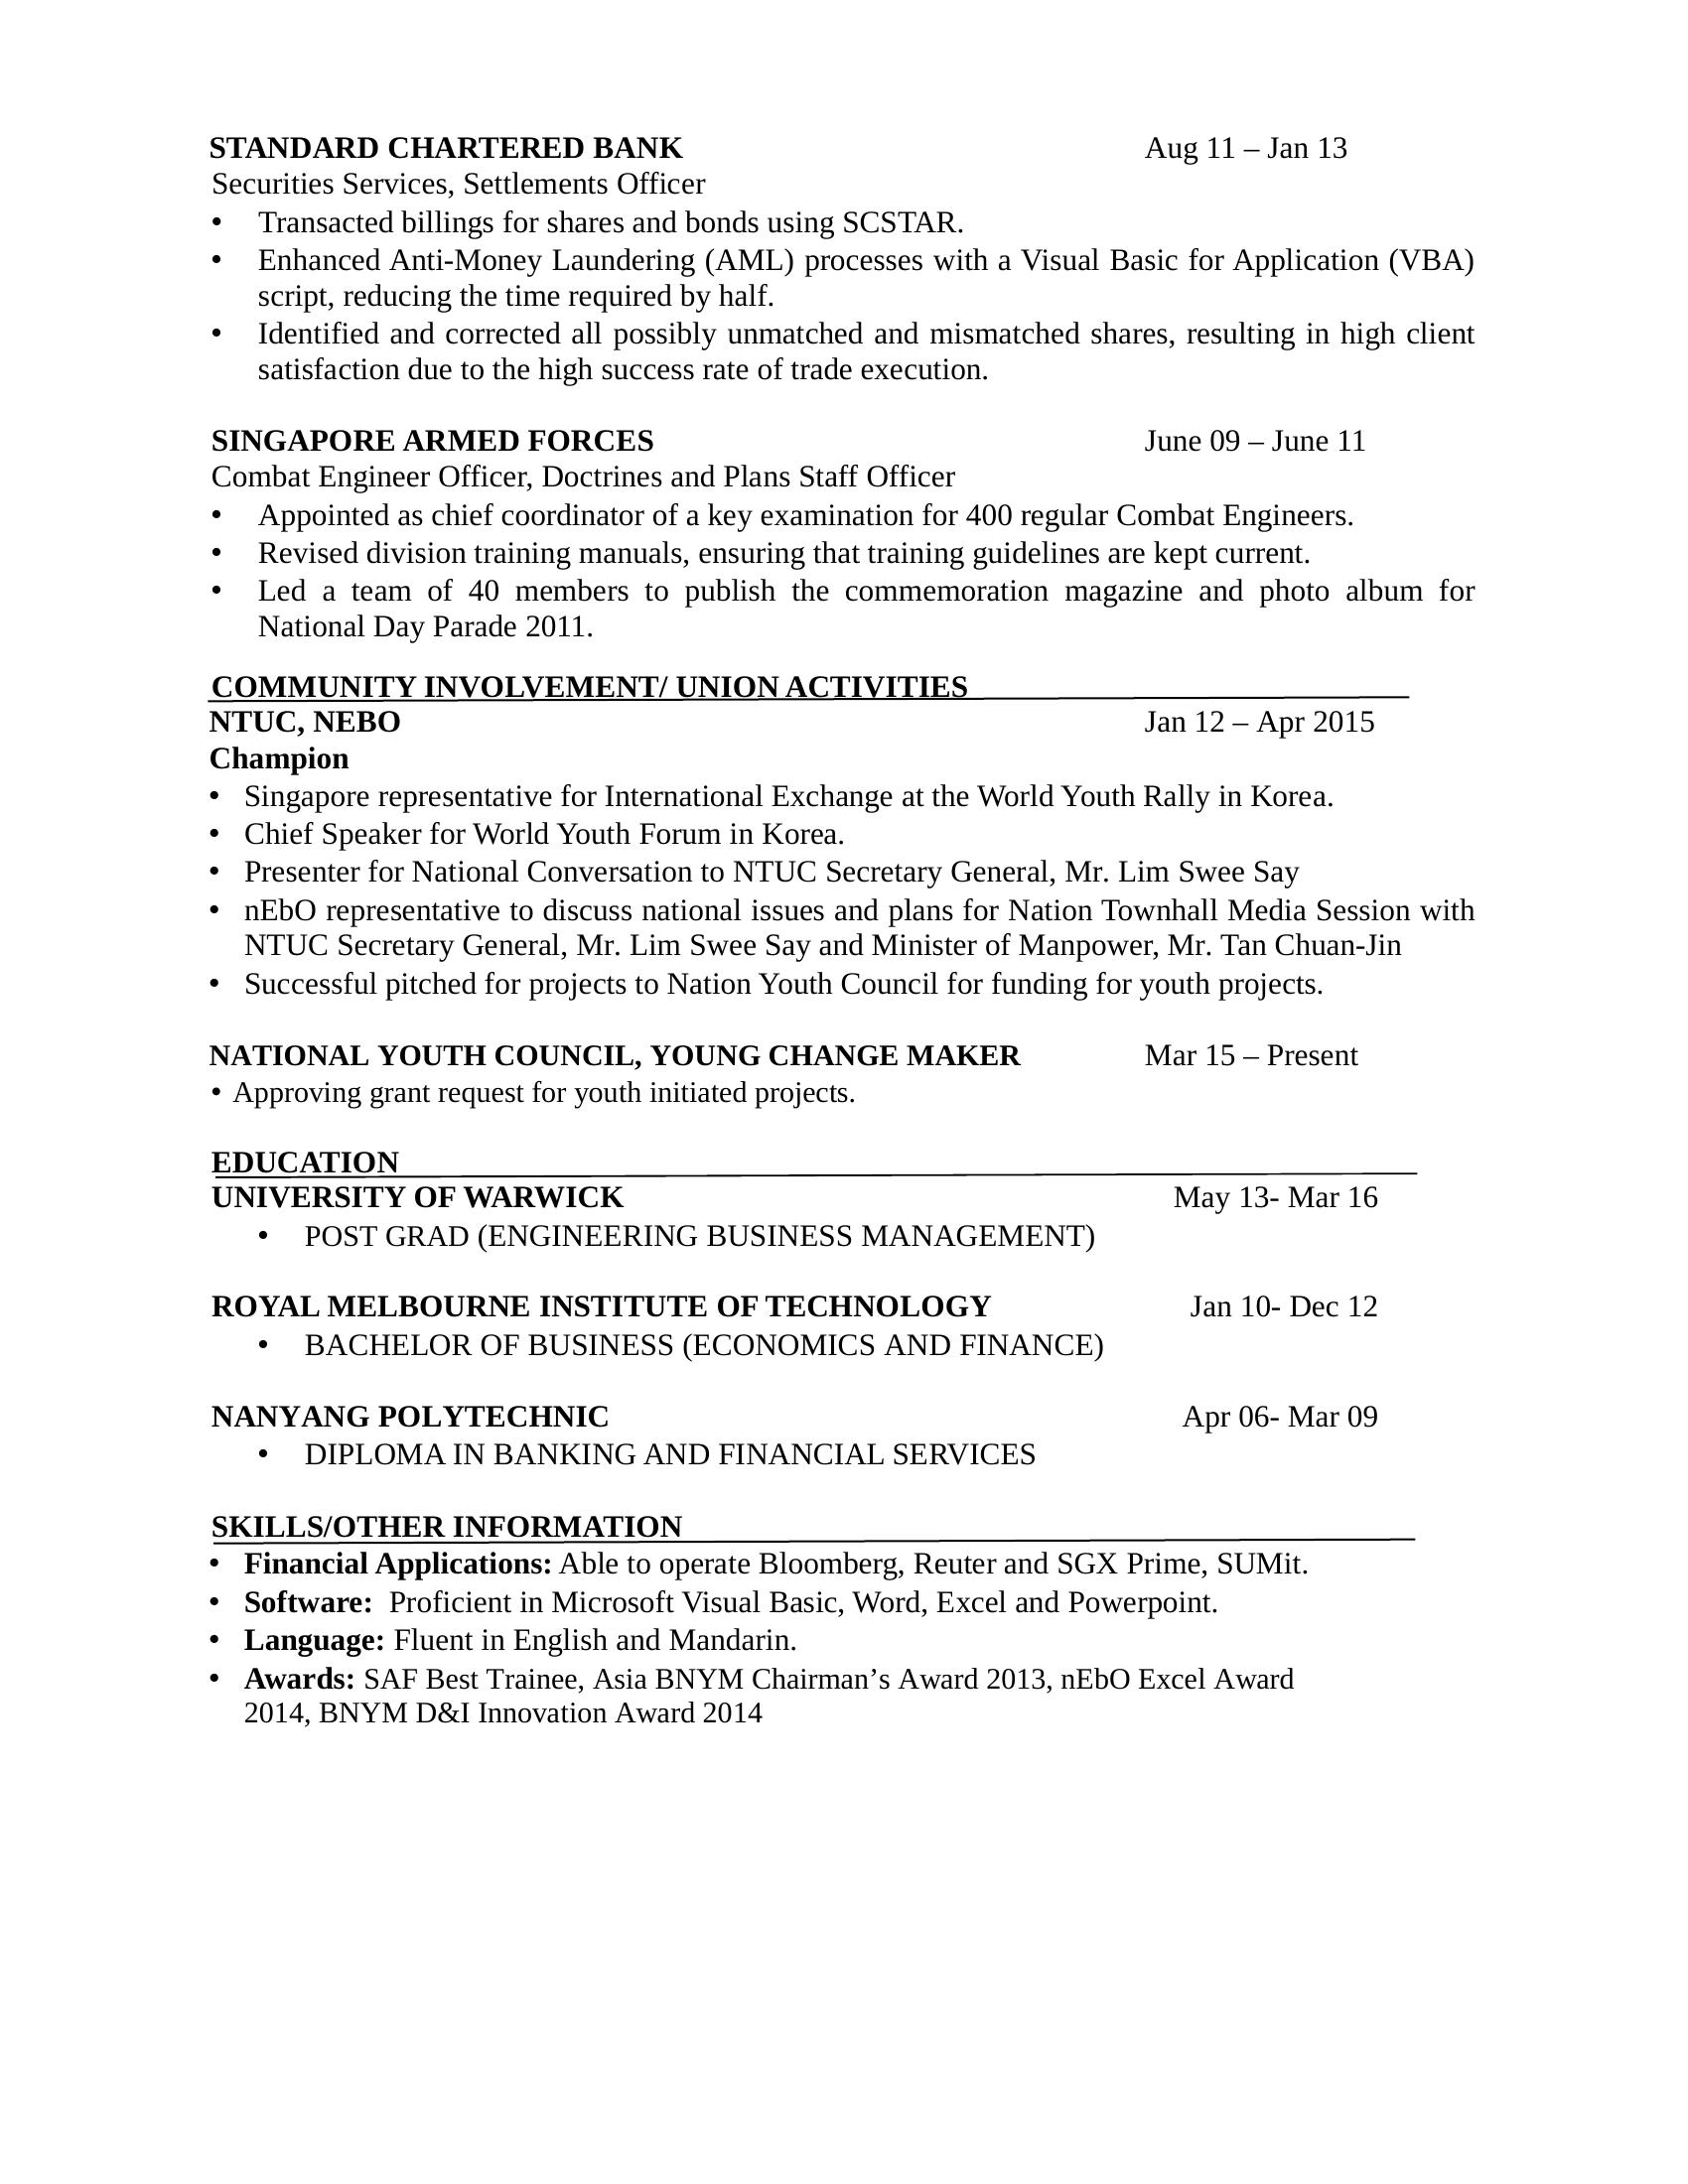 STANDARD CHARTERED BANK Aug 11 – Jan 13
Securities Services, Settlements Officer
• Transacted billings for shares and bonds using SCSTAR.
• Enhanced Anti-Money Laundering (AML) processes with a Visual Basic for Application (VBA)
script, reducing the time required by half.
• Identified and corrected all possibly unmatched and mismatched shares, resulting in high client
satisfaction due to the high success rate of trade execution.
SINGAPORE ARMED FORCES June 09 – June 11
Combat Engineer Officer, Doctrines and Plans Staff Officer
• Appointed as chief coordinator of a key examination for 400 regular Combat Engineers.
• Revised division training manuals, ensuring that training guidelines are kept current.
• Led a team of 40 members to publish the commemoration magazine and photo album for
National Day Parade 2011.
COMMUNITY INVOLVEMENT/ UNION ACTIVITIES
NTUC, NEBO Jan 12 – Apr 2015
Champion
• Singapore representative for International Exchange at the World Youth Rally in Korea.
• Chief Speaker for World Youth Forum in Korea.
• Presenter for National Conversation to NTUC Secretary General, Mr. Lim Swee Say
• nEbO representative to discuss national issues and plans for Nation Townhall Media Session with
NTUC Secretary General, Mr. Lim Swee Say and Minister of Manpower, Mr. Tan Chuan-Jin
• Successful pitched for projects to Nation Youth Council for funding for youth projects.
NATIONAL YOUTH COUNCIL, YOUNG CHANGE MAKER Mar 15 – Present
• Approving grant request for youth initiated projects.
EDUCATION
UNIVERSITY OF WARWICK May 13- Mar 16
• POST GRAD (ENGINEERING BUSINESS MANAGEMENT)
ROYAL MELBOURNE INSTITUTE OF TECHNOLOGY Jan 10- Dec 12
• BACHELOR OF BUSINESS (ECONOMICS AND FINANCE)
NANYANG POLYTECHNIC Apr 06- Mar 09
• DIPLOMA IN BANKING AND FINANCIAL SERVICES
SKILLS/OTHER INFORMATION
• Financial Applications: Able to operate Bloomberg, Reuter and SGX Prime, SUMit.
• Software: Proficient in Microsoft Visual Basic, Word, Excel and Powerpoint.
• Language: Fluent in English and Mandarin.
• Awards: SAF Best Trainee, Asia BNYM Chairman’s Award 2013, nEbO Excel Award
2014, BNYM D&I Innovation Award 2014